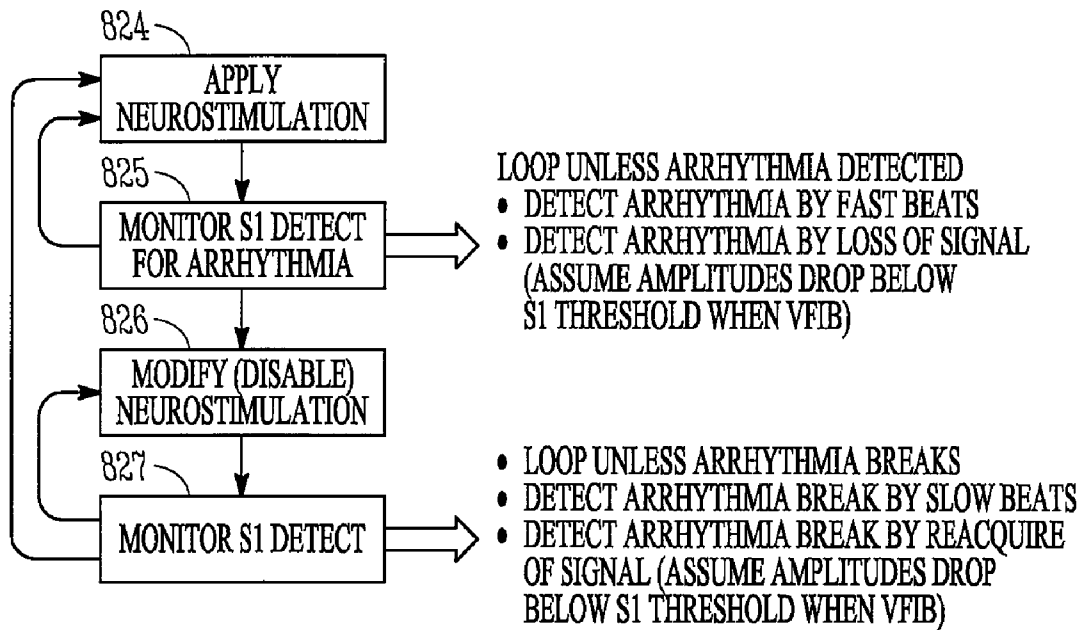 824
APPLY
NEUROSTIMULATION
825
MONITOR S1 DETECT
FOR ARRHYTHMIA
LOOP UNLESS ARRHYTHMIA DETECTED
• DETECT ARRHYTHMIA BY FAST BEATS
• DETECT ARRHYTHMIA BY LOSS OF SIGNAL
(ASSUME AMPLITUDES DROP BELOW
S1 THRESHOLD WHEN VFIB)
826
MODIFY (DISABLE)
NEUROSTIMULATION
827
MONITOR S1 DETECT
• LOOP UNLESS ARRHYTHMIA BREAKS
• DETECT ARRHYTHMIA BREAK BY SLOW BEATS
• DETECT ARRHYTHMIA BREAK BY REACQUIRE
OF SIGNAL (ASSUME AMPLITUDES DROP
BELOW S1 THRESHOLD WHEN VFIB)